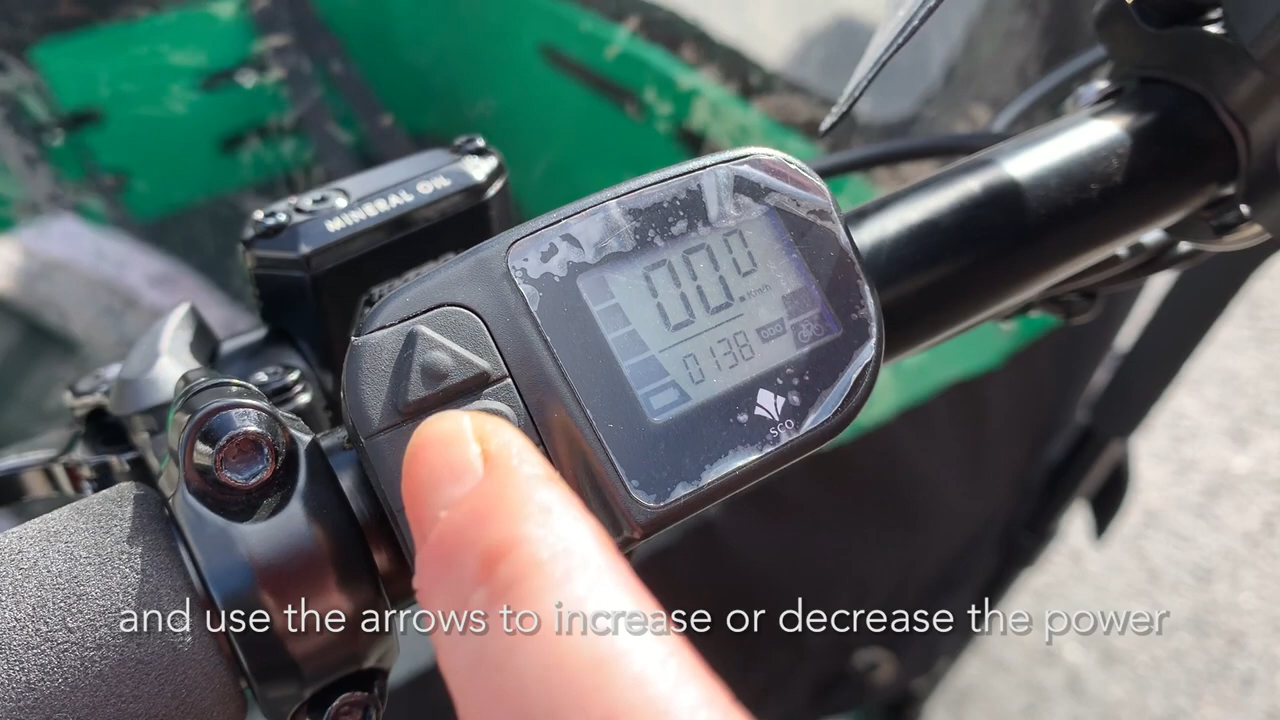 MINERAL OIL
00.0
Km/h
0138 ODO
SCO
and use the arrows to increase or decrease the power